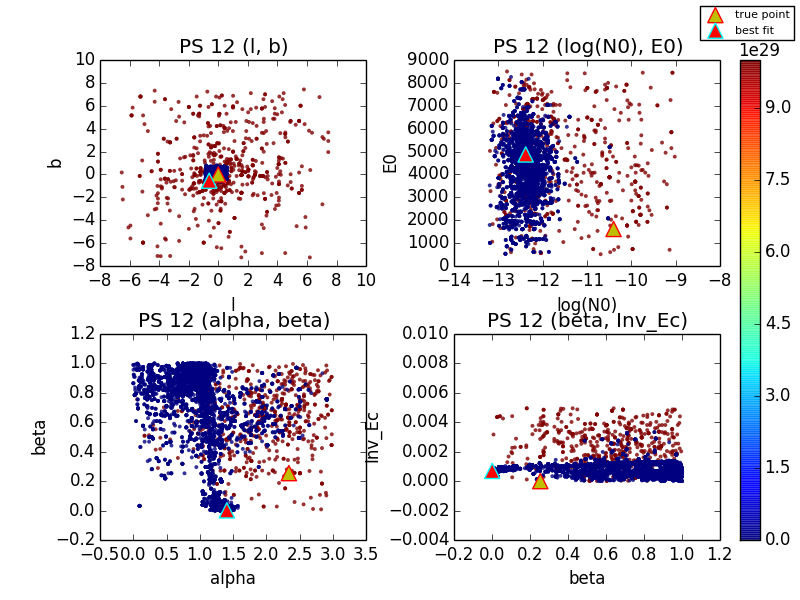 true point
best fit
PS 12 (l, b)
PS 12 (log(N0), E0)
1e29
10
8
6
4
2
0
−2
−4
−6
−8
b
−8 −6 −4 −2 0 2 4 6 8 10
l
9000
8000
7000
6000
5000
4000
3000
2000
1000
0
E0
−14 −13 −12 −11 −10 −9 −8
log(N0)
9.0
7.5
6.0
4.5
3.0
1.5
0.0
PS 12 (alpha, beta)
PS 12 (beta, Inv_Ec)
1.2
1.0
0.8
0.6
0.4
0.2
0.0
−0.2
beta
−0.5 0.0 0.5 1.0 1.5 2.0 2.5 3.0 3.5
alpha
0.010
0.008
0.006
0.004
0.002
0.000
−0.002
−0.004
Inv_Ec
−0.2 0.0 0.2 0.4 0.6 0.8 1.0 1.2
beta